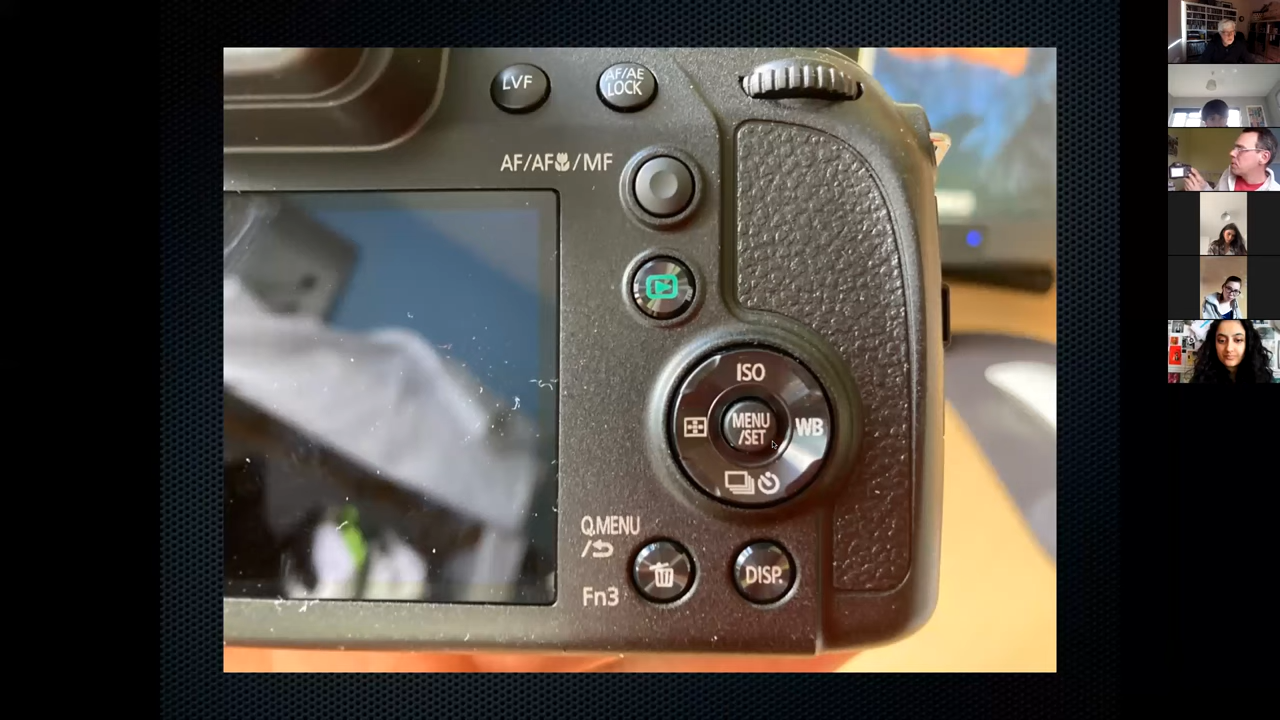 LVF
AF/AE
LOCK
AF/AF /MF
ISO
MENU
/SET
WB
Q.MENU
/
DISP.
Fn3